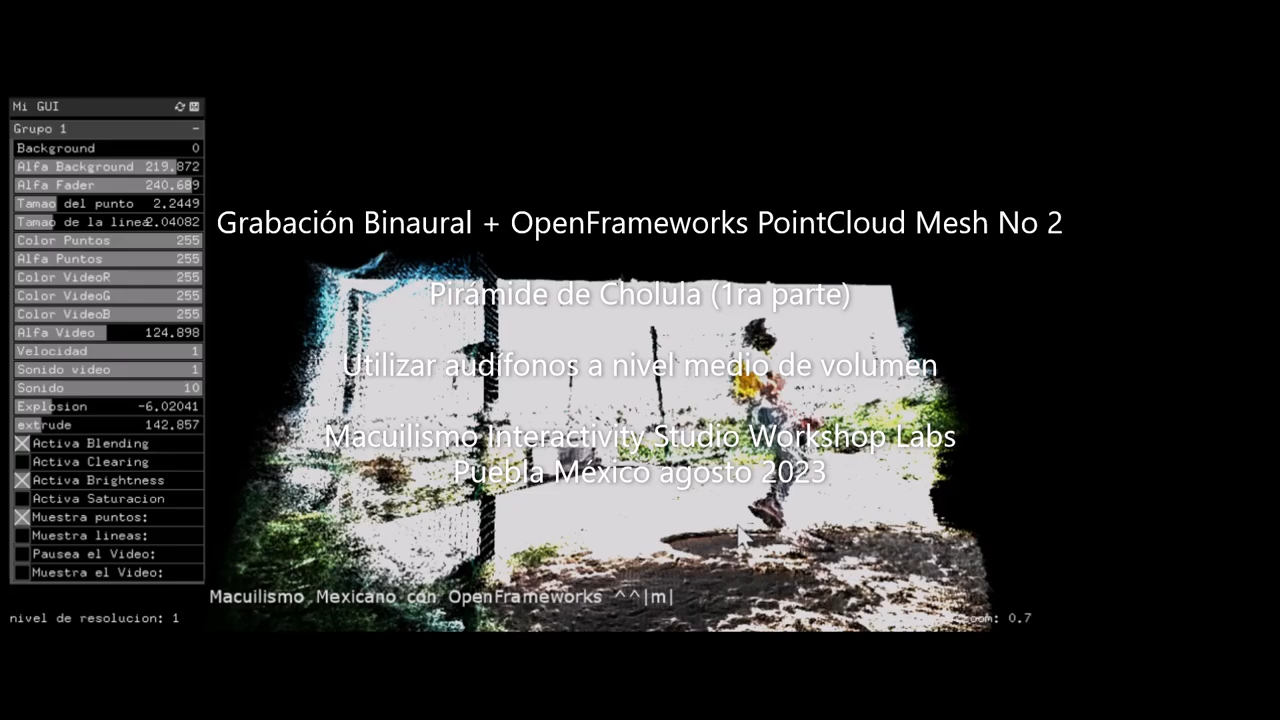 Mi GUI
Grupo 1 -
Background 0
Alfa Background 219.872
Alfa Fader 240.689
Tamao del punto 2.2449
Tamao de la linea 2.04082
Color Puntos 255
Alfa Puntos 255
Color VideoR 255
Color VideoG 255
Color VideoB 255
Alfa Video 124.898
Velocidad 1
Sonido video 1
Sonido 10
Explosion -6.02041
extrude 142.857
Activa Blending
Activa Clearing
Activa Brightness
Activa Saturacion
Muestra puntos:
Muestra lineas:
Pausea el Video:
Muestra el Video:
nivel de resolucion: 1
Grabación Binaural + OpenFrameworks PointCloud Mesh No 2
Pirámide de Cholula (1ra parte)
Utilizar audífonos a nivel medio de volumen
Macuilismo Interactivity Studio Workshop Labs
Puebla México agosto 2023
Macuilismo Mexicano con OpenFrameworks ^^|m|
0.7